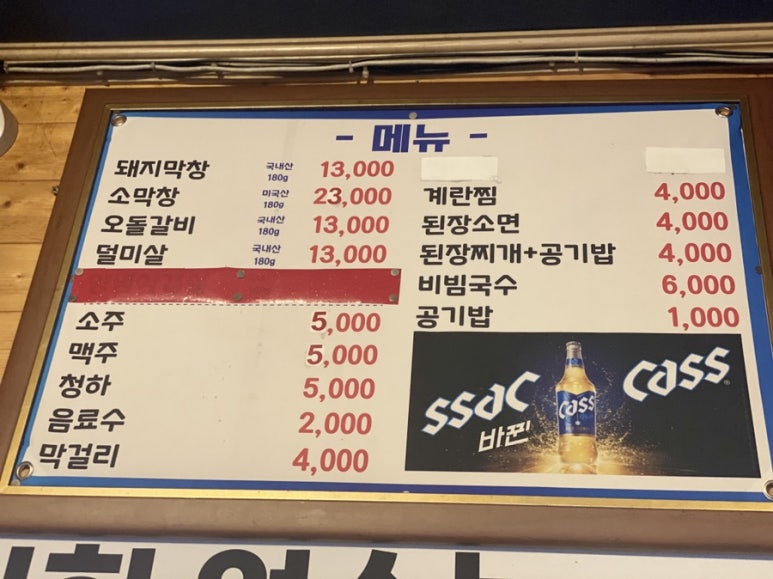 - 메뉴 -
돼지막창 국내산 180g 13,000
소막창 미국산 180g 23,000
오돌갈비 국내산 180g 13,000
덜미살 국내산 180g 13,000
소주 5,000
맥주 5,000
청하 5,000
음료수 2,000
막걸리 4,000
계란찜 4,000
된장소면 4,000
된장찌개+공기밥 4,000
비빔국수 6,000
공기밥 1,000
ssac 바뀐 cass
cass